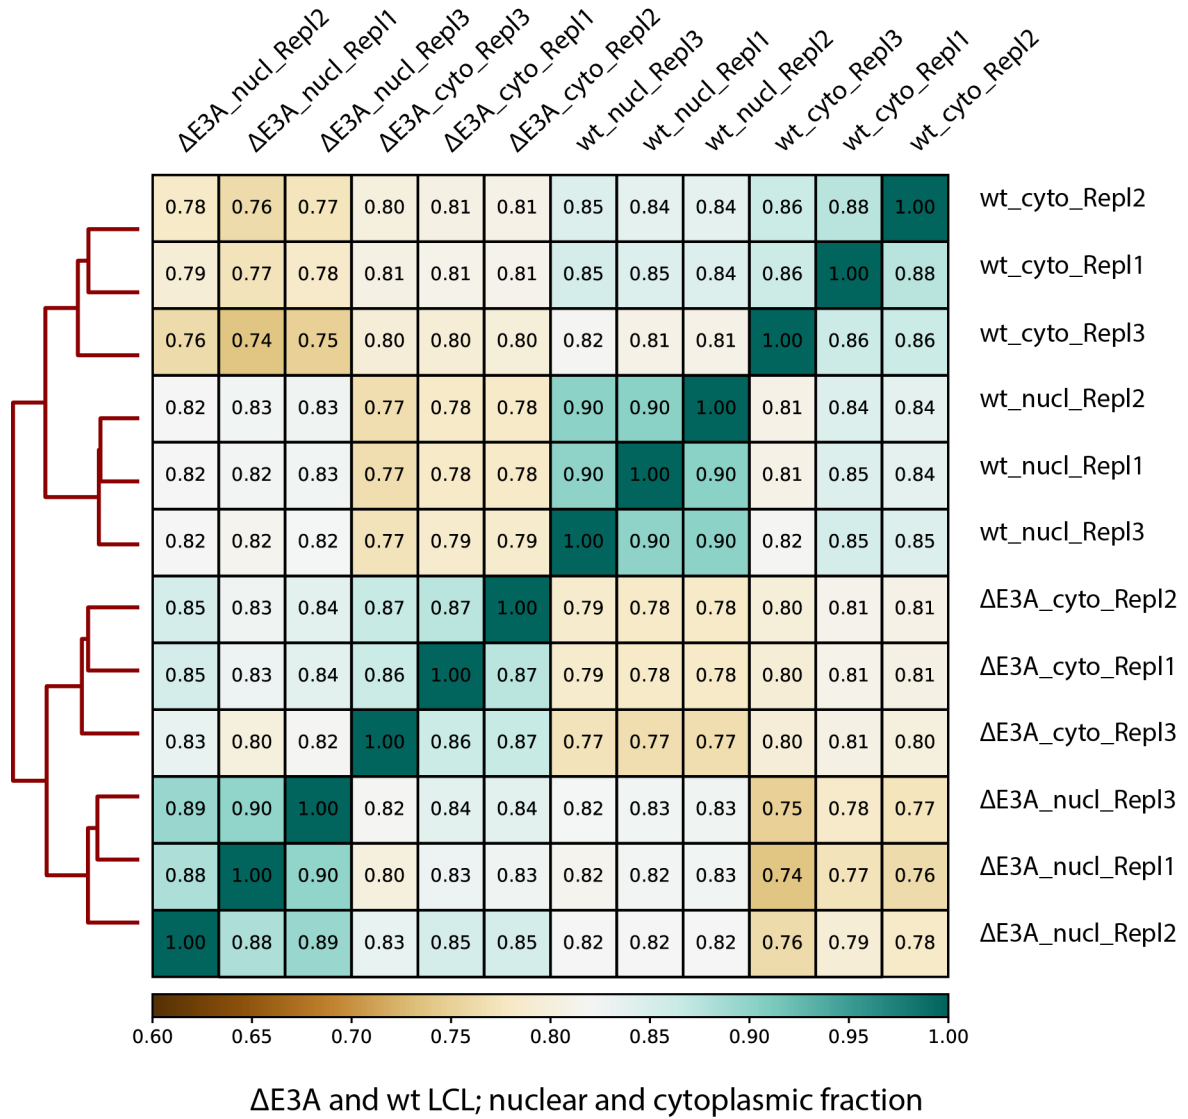 ΔE3A_nucl_Repl2 ΔE3A_nucl_Repl1 ΔE3A_nucl_Repl3 ΔE3A_cyto_Repl3 ΔE3A_cyto_Repl1 ΔE3A_cyto_Repl2 wt_nucl_Repl3 wt_nucl_Repl1 wt_nucl_Repl2 wt_cyto_Repl3 wt_cyto_Repl1 wt_cyto_Repl2
0.78 0.76 0.77 0.80 0.81 0.81 0.85 0.84 0.84 0.86 0.88 1.00 wt_cyto_Repl2
0.79 0.77 0.78 0.81 0.81 0.81 0.85 0.85 0.84 0.86 1.00 0.88 wt_cyto_Repl1
0.76 0.74 0.75 0.80 0.80 0.80 0.82 0.81 0.81 1.00 0.86 0.86 wt_cyto_Repl3
0.82 0.83 0.83 0.77 0.78 0.78 0.90 0.90 1.00 0.81 0.84 0.84 wt_nucl_Repl2
0.82 0.82 0.83 0.77 0.78 0.78 0.90 1.00 0.90 0.81 0.85 0.84 wt_nucl_Repl1
0.82 0.82 0.82 0.77 0.79 0.79 1.00 0.90 0.90 0.82 0.85 0.85 wt_nucl_Repl3
0.85 0.83 0.84 0.87 0.87 1.00 0.79 0.78 0.78 0.80 0.81 0.81 ΔE3A_cyto_Repl2
0.85 0.83 0.84 0.86 1.00 0.87 0.79 0.78 0.78 0.80 0.81 0.81 ΔE3A_cyto_Repl1
0.83 0.80 0.82 1.00 0.86 0.87 0.77 0.77 0.77 0.80 0.81 0.80 ΔE3A_cyto_Repl3
0.89 0.90 1.00 0.82 0.84 0.84 0.82 0.83 0.83 0.75 0.78 0.77 ΔE3A_nucl_Repl3
0.88 1.00 0.90 0.80 0.83 0.83 0.82 0.82 0.83 0.74 0.77 0.76 ΔE3A_nucl_Repl1
1.00 0.88 0.89 0.83 0.85 0.85 0.82 0.82 0.82 0.76 0.79 0.78 ΔE3A_nucl_Repl2
0.60 0.65 0.70 0.75 0.80 0.85 0.90 0.95 1.00
ΔE3A and wt LCL; nuclear and cytoplasmic fraction